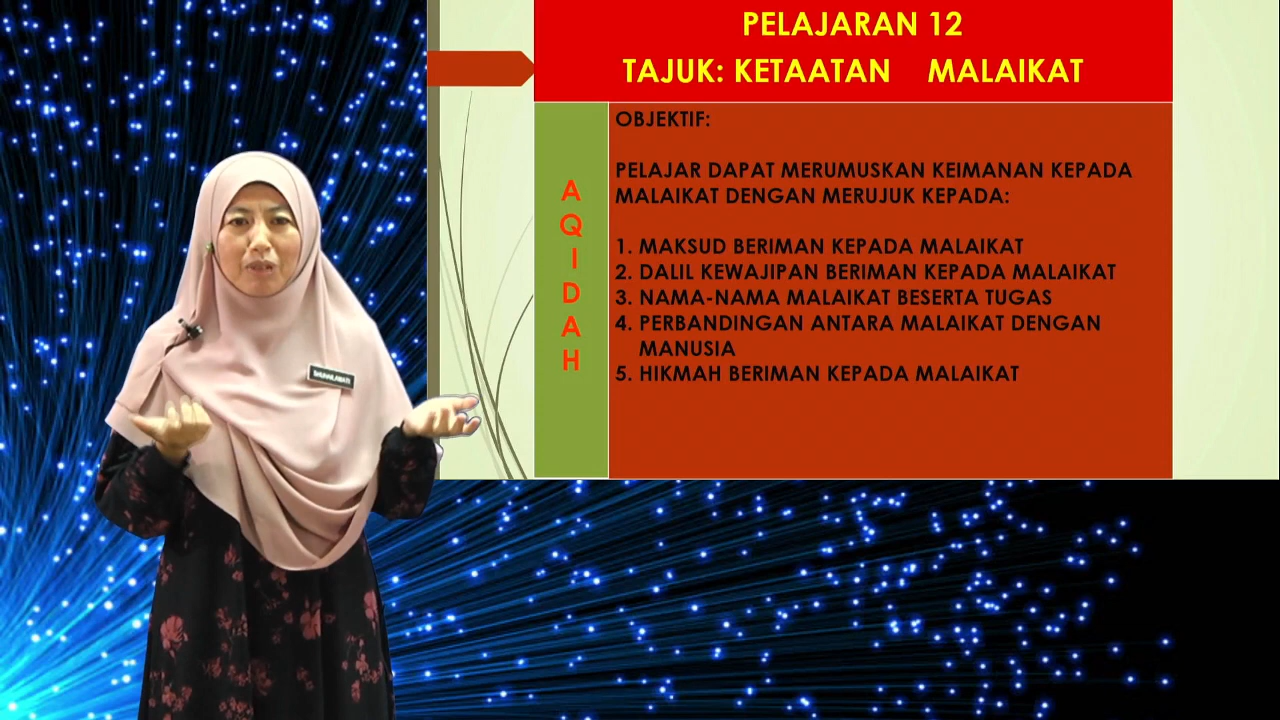 PELAJARAN 12
TAJUK: KETAATAN MALAIKAT
AQIDAH
OBJEKTIF:
PELAJAR DAPAT MERUMUSKAN KEIMANAN KEPADA
MALAIKAT DENGAN MERUJUK KEPADA:
1. MAKSUD BERIMAN KEPADA MALAIKAT
2. DALIL KEWAJIPAN BERIMAN KEPADA MALAIKAT
3. NAMA-NAMA MALAIKAT BESERTA TUGAS
4. PERBANDINGAN ANTARA MALAIKAT DENGAN
MANUSIA
5. HIKMAH BERIMAN KEPADA MALAIKAT